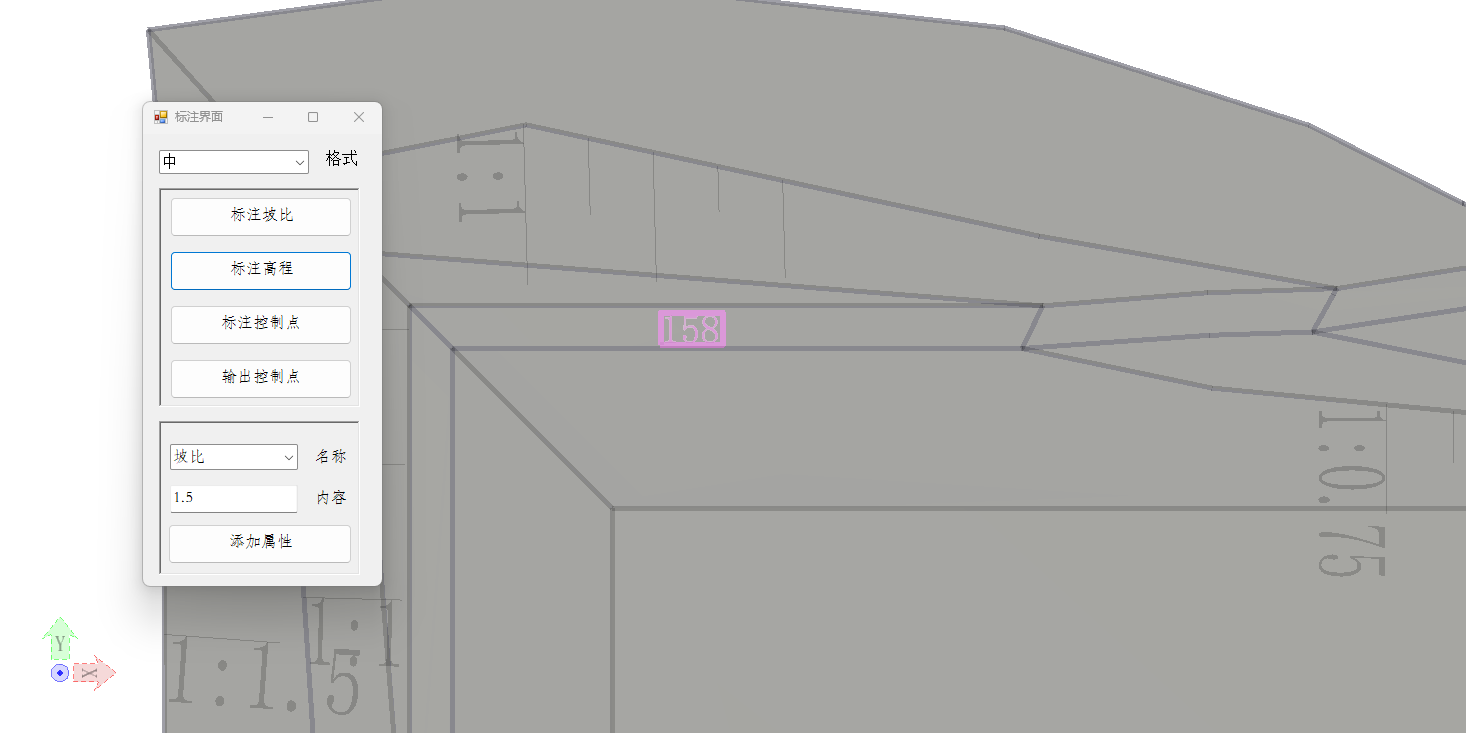 标注界面
中
格式
标注坡比
标注高程
标注控制点
输出控制点
坡比
名称
1.5
内容
添加属性
1:1
158
1:0.75
1:1
1:1.5
Y
X